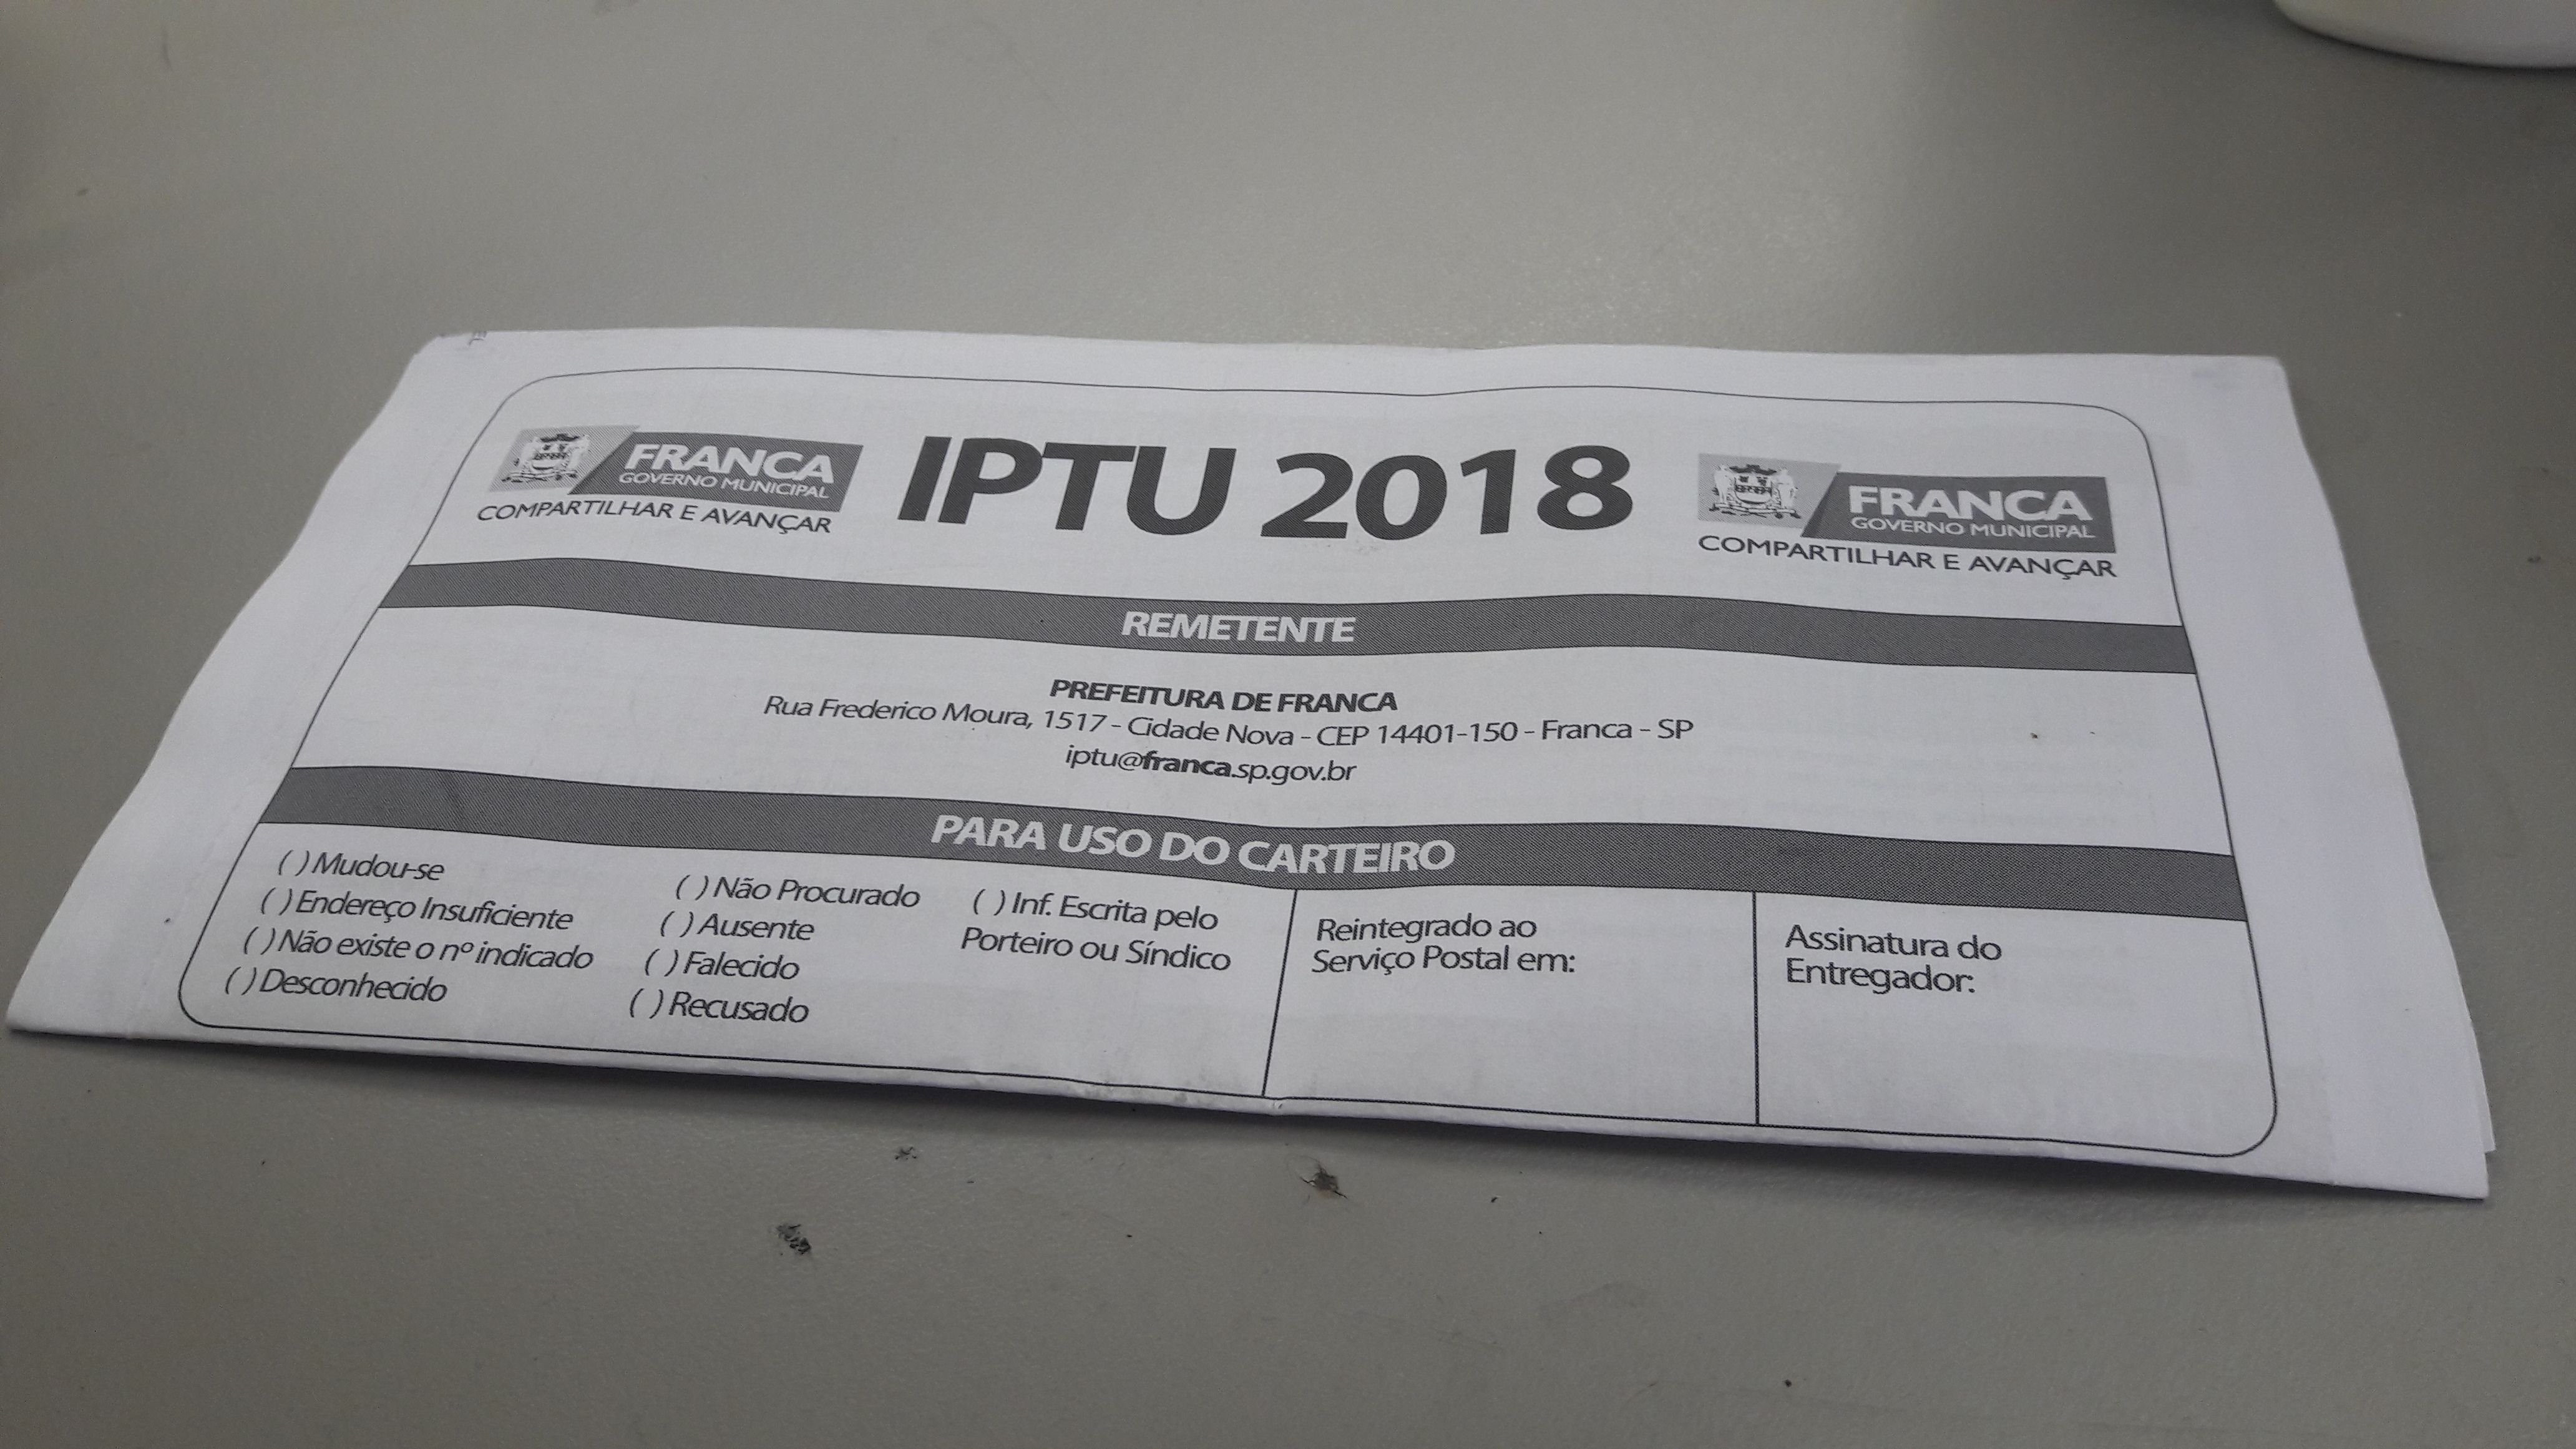 FRANCA
GOVERNO MUNICIPAL
COMPARTILHAR E AVANÇAR
IPTU 2018
FRANCA
GOVERNO MUNICIPAL
COMPARTILHAR E AVANÇAR
REMETENTE
PREFEITURA DE FRANCA
Rua Frederico Moura, 1517 - Cidade Nova - CEP 14401-150 - Franca - SP
iptu@franca.sp.gov.br
PARA USO DO CARTEIRO
( ) Mudou-se
( ) Endereço Insuficiente
( ) Não existe o nº indicado
( ) Desconhecido
( ) Não Procurado
( ) Ausente
( ) Falecido
( ) Recusado
( ) Inf. Escrita pelo
Porteiro ou Síndico
Reintegrado ao
Serviço Postal em:
Assinatura do
Entregador: